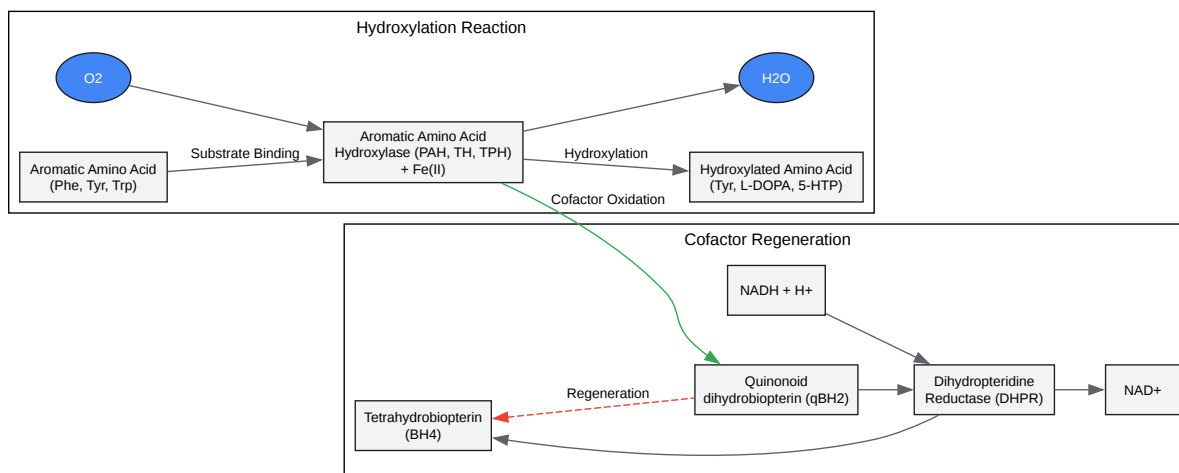 Hydroxylation Reaction
O2
H2O
Aromatic Amino Acid
Hydroxylase (PAH, TH, TPH)
+ Fe(II)
Substrate Binding
Hydroxylation
Aromatic Amino Acid
(Phe, Tyr, Trp)
Hydroxylated Amino Acid
(Tyr, L-DOPA, 5-HTP)
Cofactor Oxidation
Cofactor Regeneration
NADH + H+
Quinonoid
dihydrobiopterin (qBH2)
Dihydropteridine
Reductase (DHPR)
NAD+
Regeneration
Tetrahydrobiopterin
(BH4)